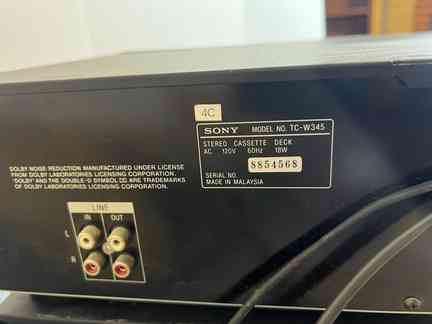 4C
SONY MODEL NO. TC-W345
STEREO CASSETTE DECK
AC 120V 60Hz 18W
8854568
SERIAL NO.
MADE IN MALAYSIA
DOLBY NOISE REDUCTION MANUFACTURED UNDER LICENSE
FROM DOLBY LABORATORIES LICENSING CORPORATION.
"DOLBY" AND THE DOUBLE-D SYMBOL ARE TRADEMARKS
OF DOLBY LABORATORIES LICENSING CORPORATION.
LINE
IN OUT
L
R